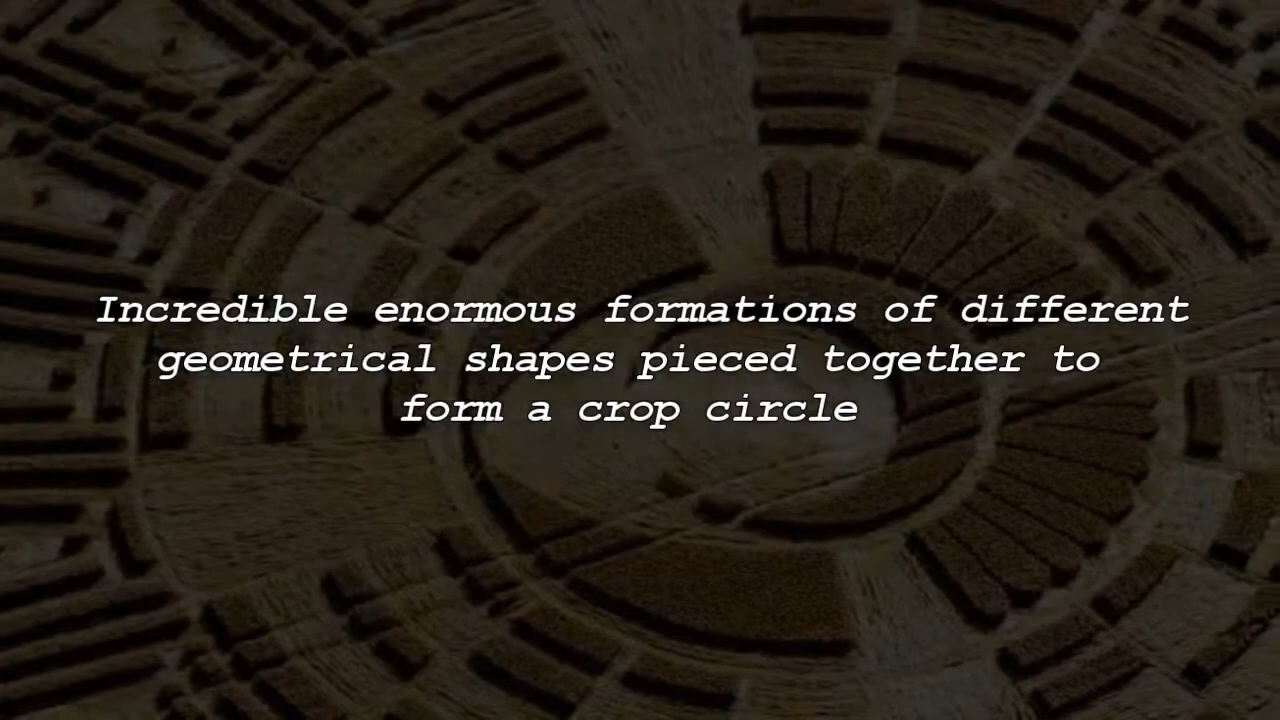 Incredible enormous formations of different
geometrical shapes pieced together to
form a crop circle